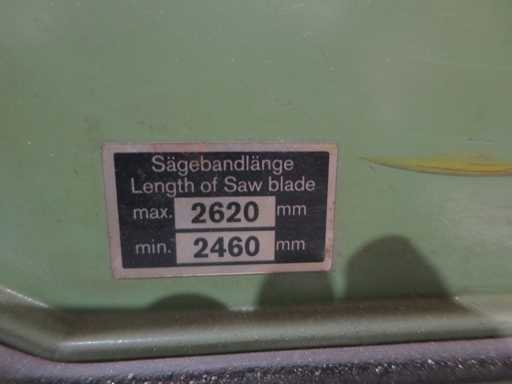 Sägebandlänge
Length of Saw blade
max. 2620 mm
min. 2460 mm